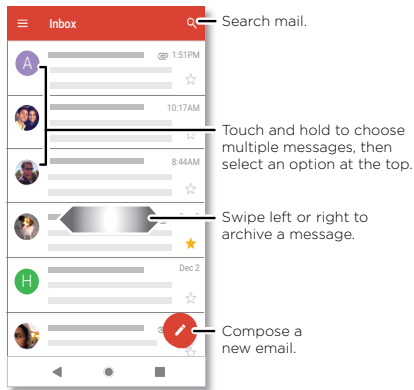 Inbox
Search mail.
A
1:51PM
10:17AM
Touch and hold to choose
multiple messages, then
select an option at the top.
8:44AM
Swipe left or right to
archive a message.
Dec 2
H
Compose a
new email.